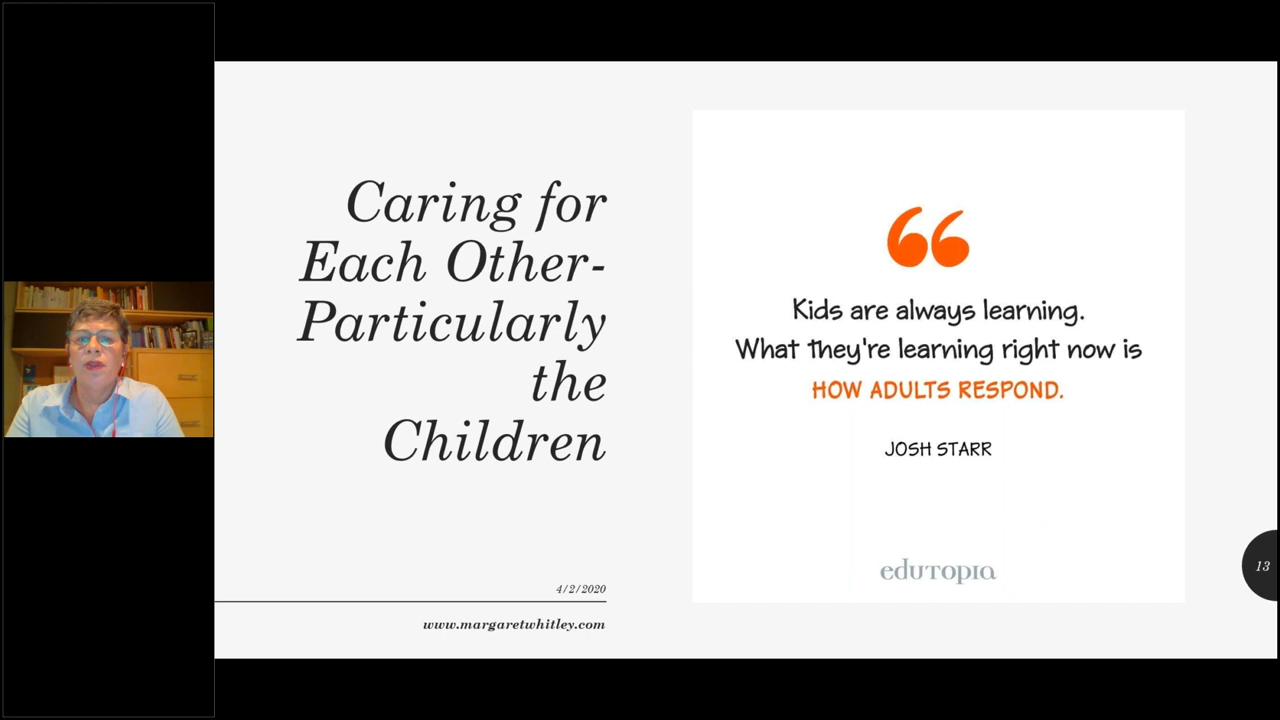 Caring for
Each Other-
Particularly
the
Children
4/2/2020
www.margaretwhitley.com
Kids are always learning.
What they're learning right now is
HOW ADULTS RESPOND.
JOSH STARR
edutopia
13